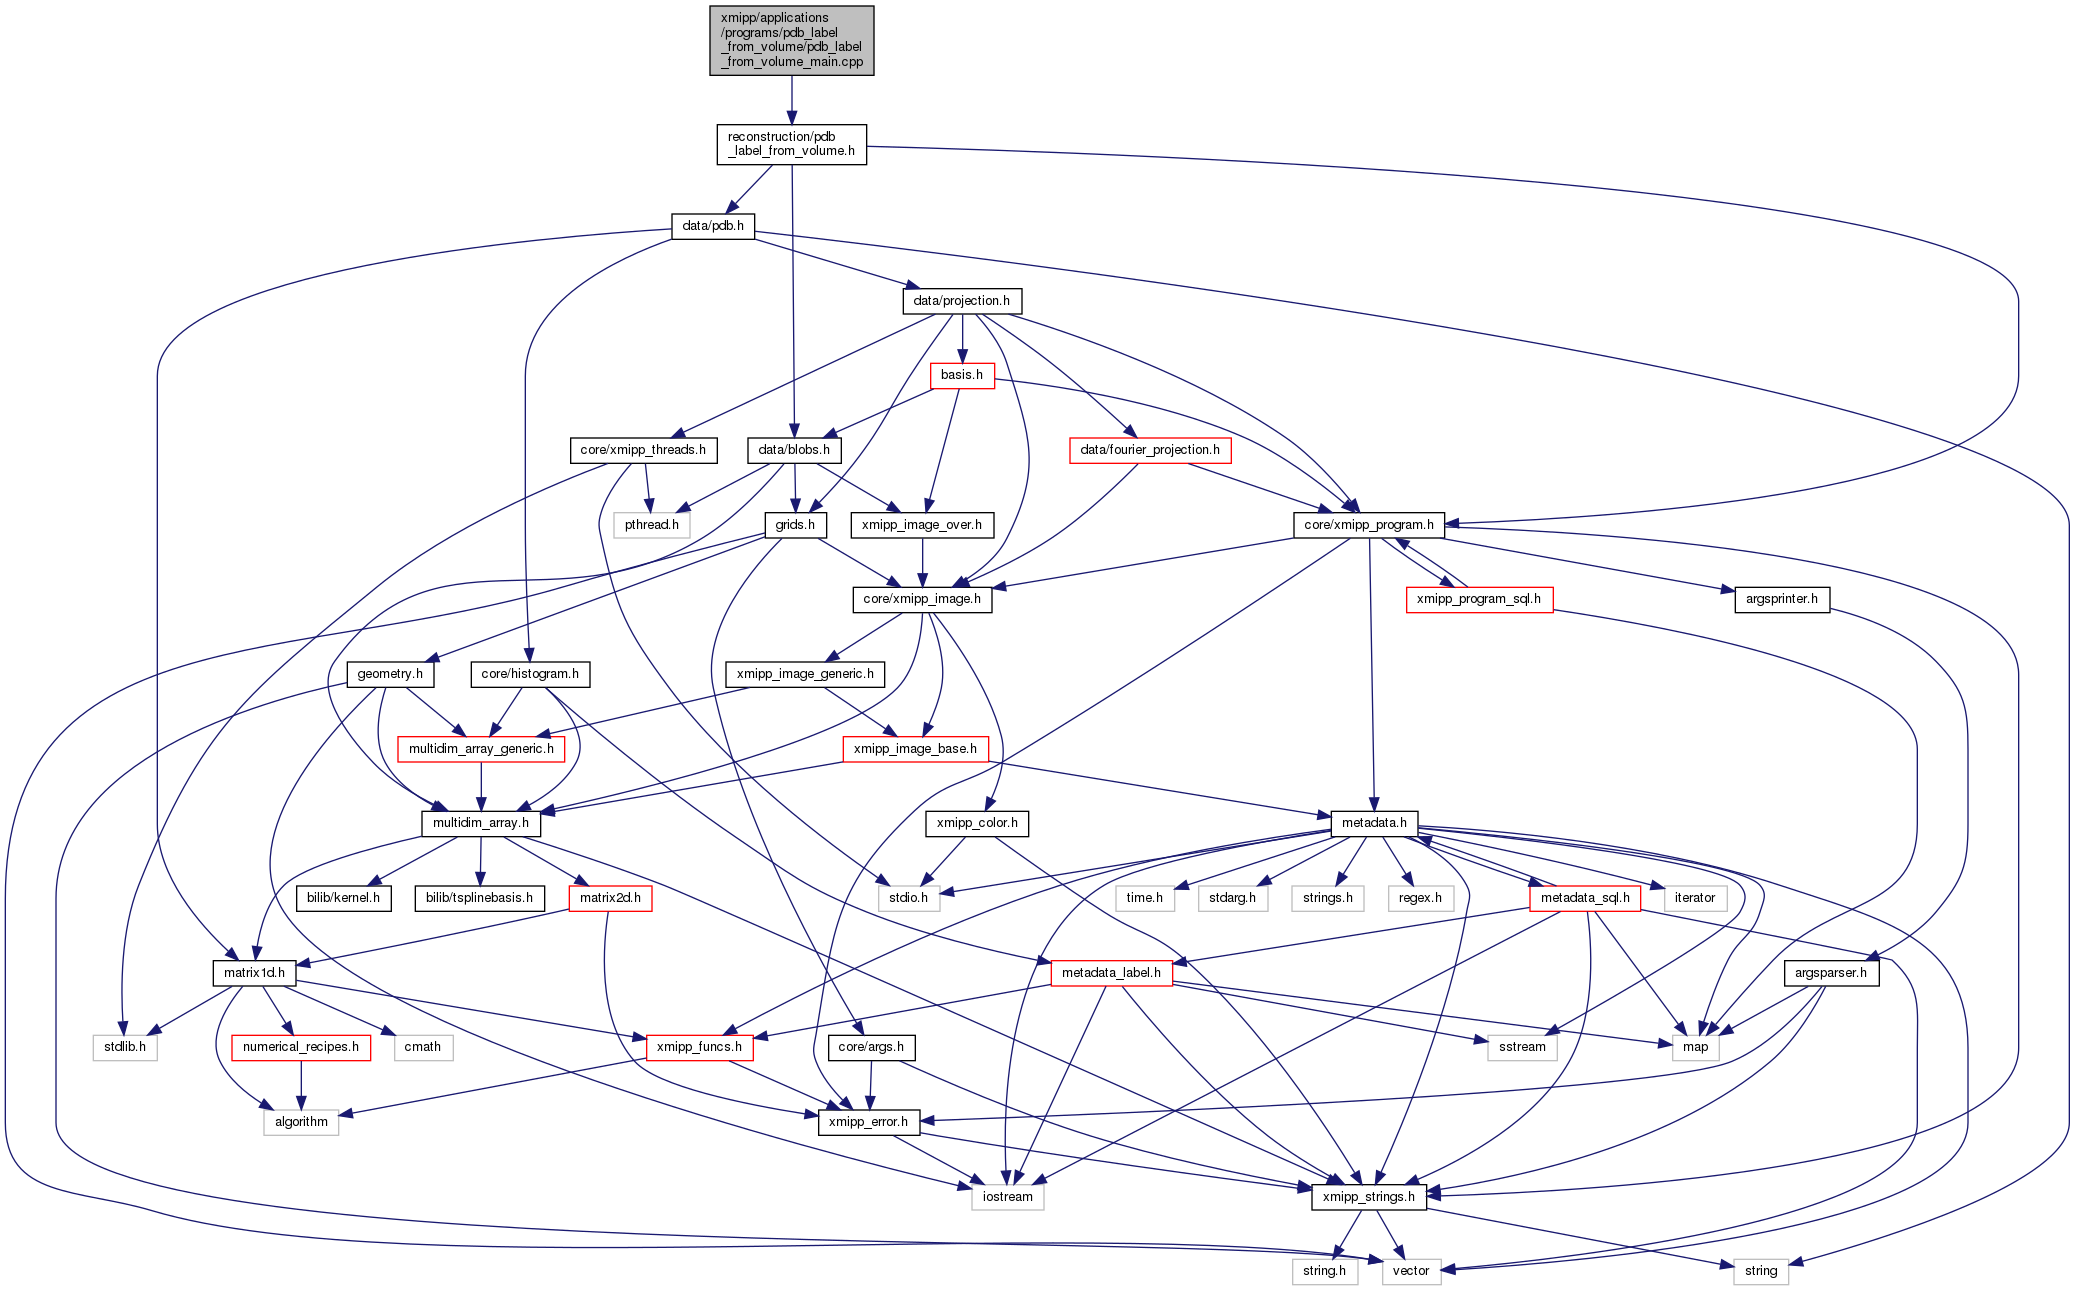 xmipp/applications
/programs/pdb_label
_from_volume/pdb_label
_from_volume_main.cpp
reconstruction/pdb
_label_from_volume.h
data/pdb.h
data/projection.h
basis.h
core/xmipp_threads.h
data/blobs.h
data/fourier_projection.h
pthread.h
grids.h
xmipp_image_over.h
core/xmipp_program.h
core/xmipp_image.h
xmipp_program_sql.h
argsprinter.h
geometry.h
core/histogram.h
xmipp_image_generic.h
multidim_array_generic.h
xmipp_image_base.h
multidim_array.h
xmipp_color.h
metadata.h
bilib/kernel.h
bilib/tsplinebasis.h
matrix2d.h
stdio.h
time.h
stdarg.h
strings.h
regex.h
metadata_sql.h
iterator
matrix1d.h
metadata_label.h
argsparser.h
stdlib.h
numerical_recipes.h
cmath
xmipp_funcs.h
core/args.h
sstream
map
algorithm
xmipp_error.h
iostream
xmipp_strings.h
string.h
vector
string